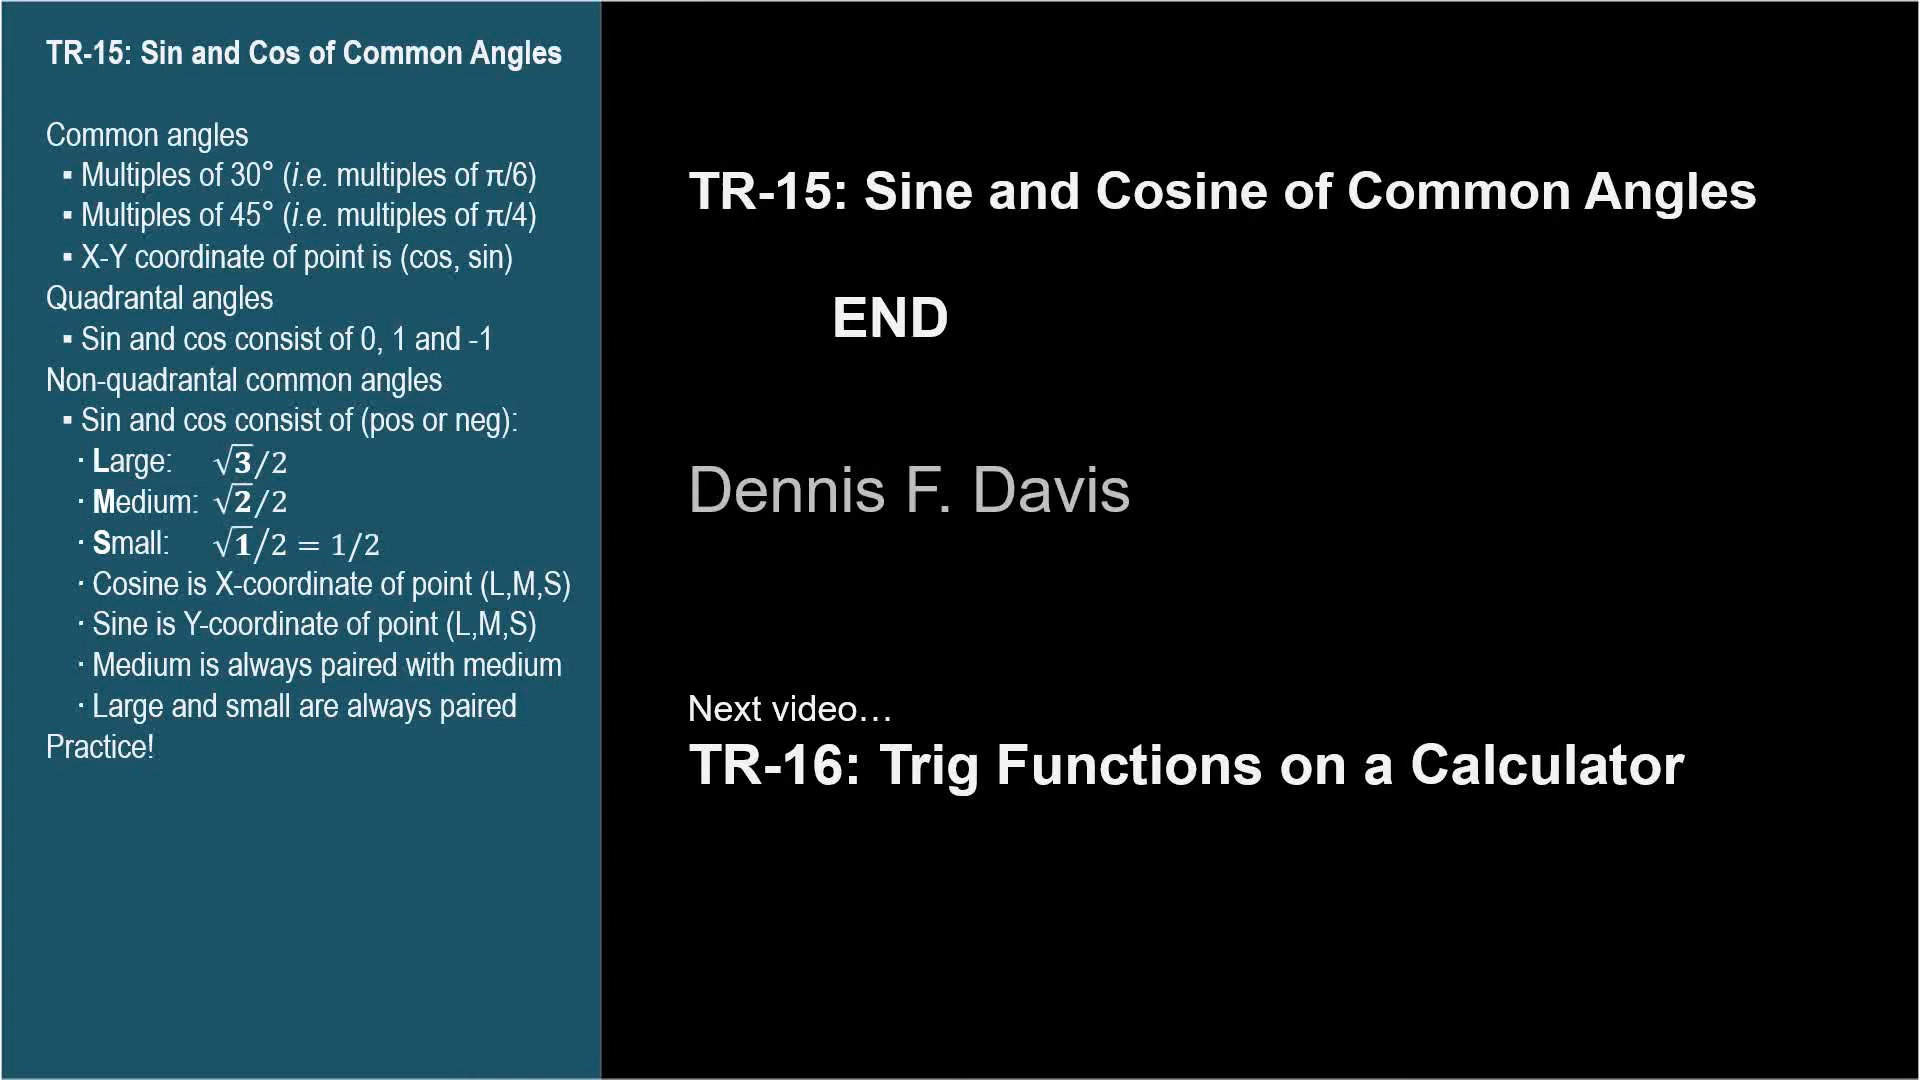 TR-15: Sin and Cos of Common Angles
Common angles
▪ Multiples of 30° (i.e. multiples of π/6)
▪ Multiples of 45° (i.e. multiples of π/4)
▪ X-Y coordinate of point is (cos, sin)
Quadrantal angles
▪ Sin and cos consist of 0, 1 and -1
Non-quadrantal common angles
▪ Sin and cos consist of (pos or neg):
· Large: √3/2
· Medium: √2/2
· Small: √1/2 = 1/2
· Cosine is X-coordinate of point (L,M,S)
· Sine is Y-coordinate of point (L,M,S)
· Medium is always paired with medium
· Large and small are always paired
Practice!
TR-15: Sine and Cosine of Common Angles
END
Dennis F. Davis
Next video…
TR-16: Trig Functions on a Calculator